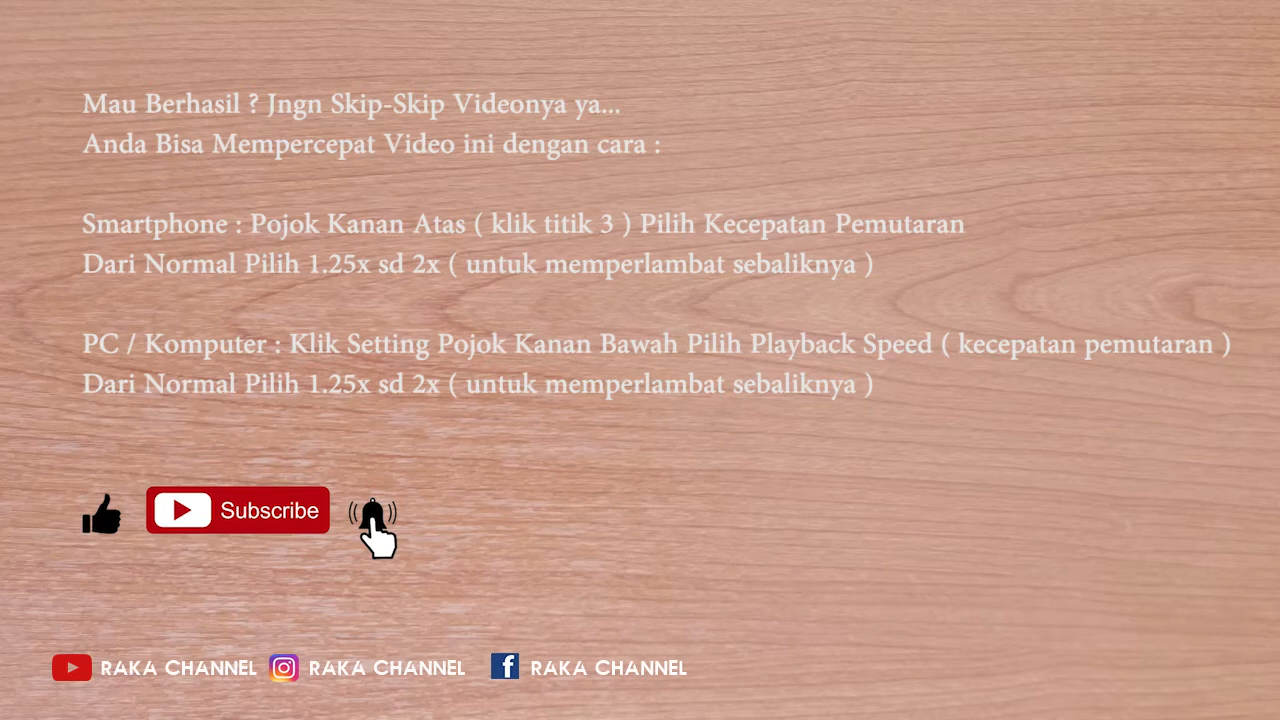 Mau Berhasil ? Jngn Skip-Skip Videonya ya...
Anda Bisa Mempercepat Video ini dengan cara :
Smartphone : Pojok Kanan Atas ( klik titik 3 ) Pilih Kecepatan Pemutaran
Dari Normal Pilih 1.25x sd 2x ( untuk memperlambat sebaliknya )
PC / Komputer : Klik Setting Pojok Kanan Bawah Pilih Playback Speed ( kecepatan pemutaran )
Dari Normal Pilih 1.25x sd 2x ( untuk memperlambat sebaliknya )
Subscribe
RAKA CHANNEL RAKA CHANNEL RAKA CHANNEL